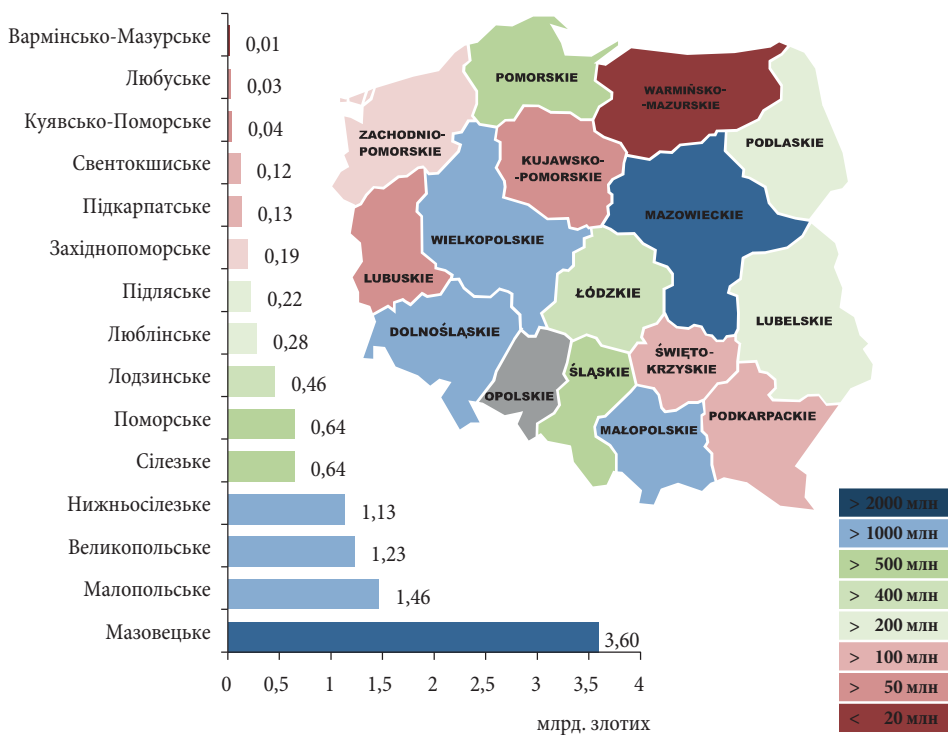 Вармінсько-Мазурське 0,01
Любуське 0,03
Куявсько-Поморське 0,04
Свентокшиське 0,12
Підкарпатське 0,13
Західнопоморське 0,19
Підляське 0,22
Люблінське 0,28
Лодзинське 0,46
Поморське 0,64
Сілезьке 0,64
Нижньосілезьке 1,13
Великопольське 1,23
Малопольське 1,46
Мазовецьке 3,60
0 0,5 1 1,5 2 2,5 3 3,5 4
млрд. злотих
POMORSKIE
WARMIŃSKO-
-MAZURSKIE
ZACHODNIO-
POMORSKIE
PODLASKIE
KUJAWSKO-
-POMORSKIE
MAZOWIECKIE
WIELKOPOLSKIE
LUBUSKIE
ŁÓDZKIE
LUBELSKIE
DOLNOŚLĄSKIE
ŚWIĘTO-
KRZYSKIE
ŚLĄSKIE
OPOLSKIE
PODKARPACKIE
MAŁOPOLSKIE
> 2000 млн
> 1000 млн
> 500 млн
> 400 млн
> 200 млн
> 100 млн
> 50 млн
< 20 млн